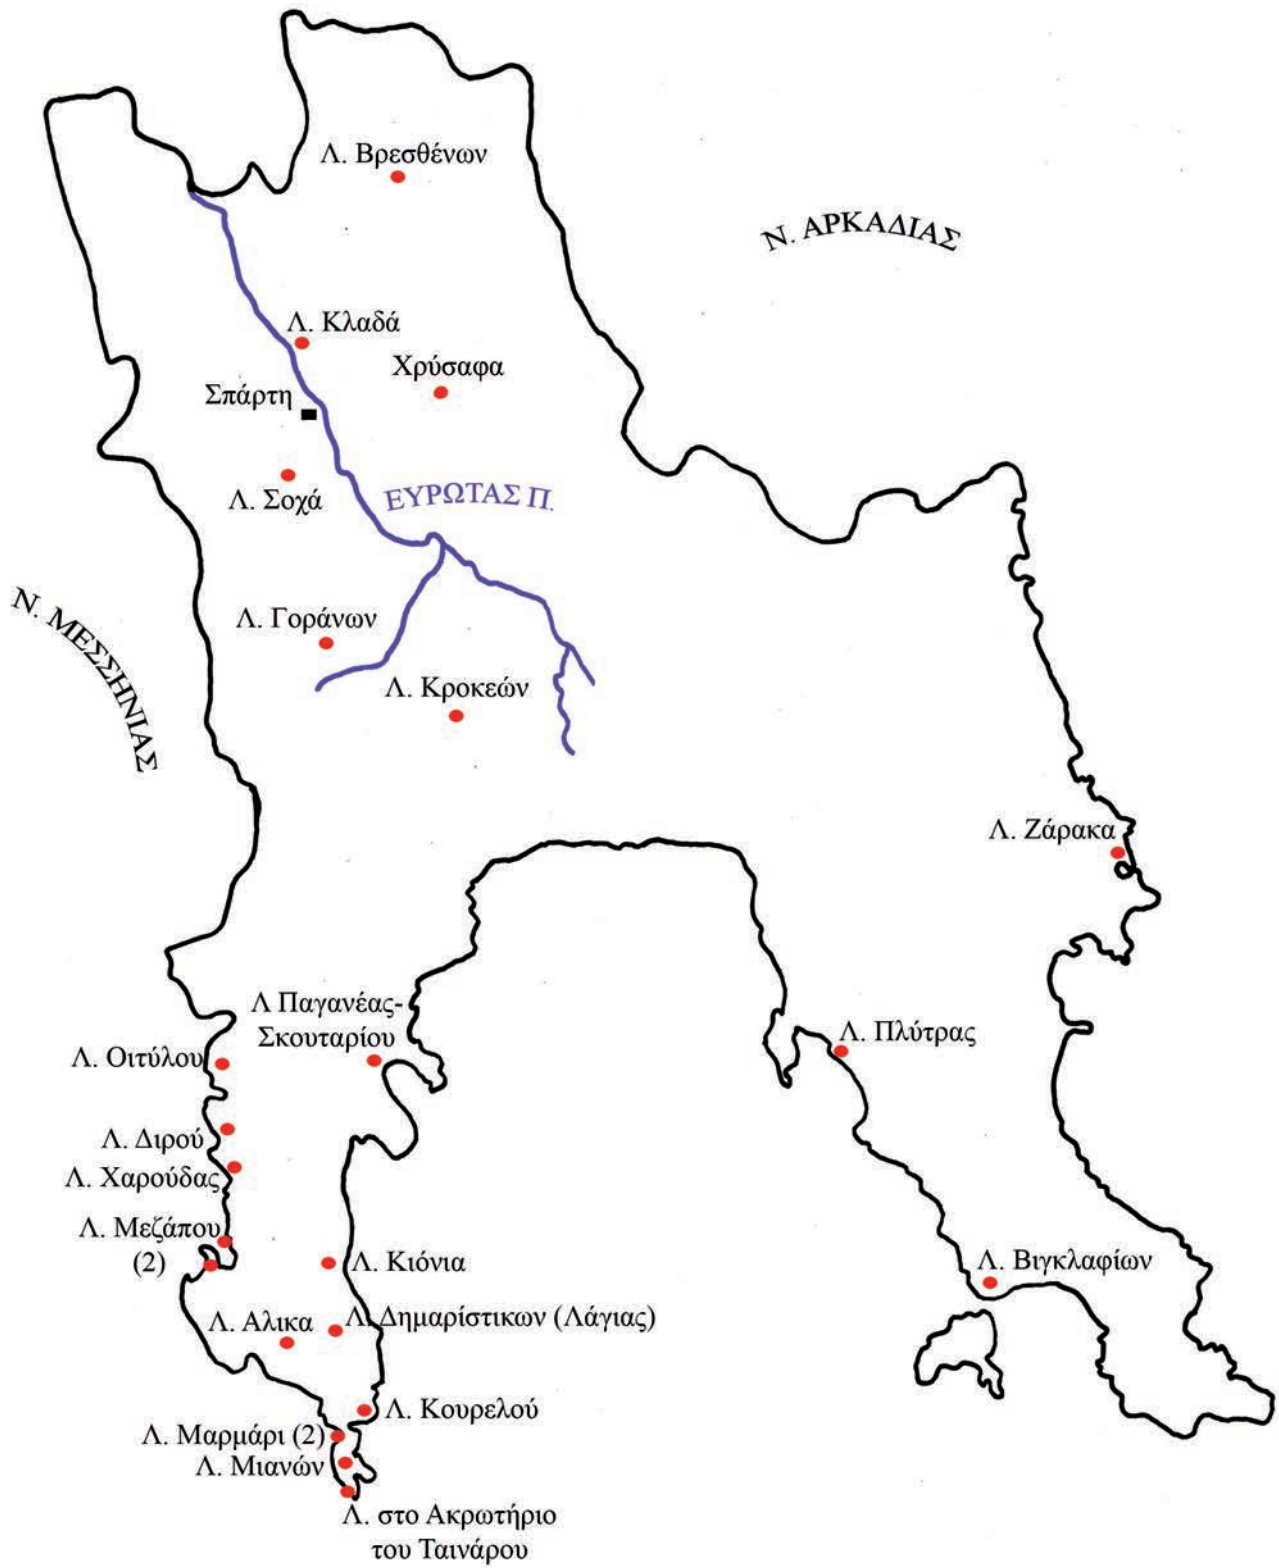 Λ. Βρεσθένων
Ν. ΑΡΚΑΔΙΑΣ
Λ. Κλαδά
Χρύσαφα
Σπάρτη
Λ. Σοχά
ΕΥΡΩΤΑΣ Π.
Ν. ΜΕΣΣΗΝΙΑΣ
Λ. Γοράνων
Λ. Κροκεών
Λ. Ζάρακα
Λ Παγανέας-
Σκουταρίου
Λ. Οιτύλου
Λ. Πλύτρας
Λ. Διρού
Λ. Χαρούδας
Λ. Μεζάπου
(2)
Λ. Κιόνια
Λ. Βιγκλαφίων
Λ. Αλικα
Λ. Δημαρίστικων (Λάγιας)
Λ. Κουρελού
Λ. Μαρμάρι (2)
Λ. Μιανών
Λ. στο Ακρωτήριο
του Ταινάρου